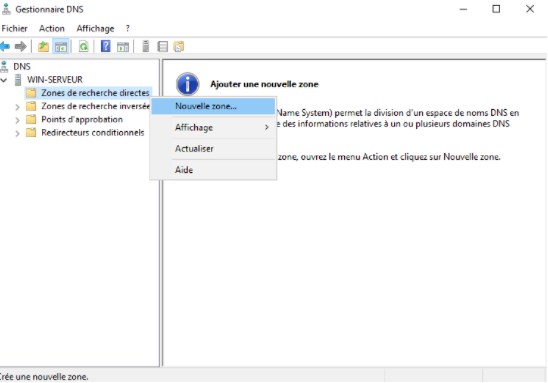 Gestionnaire DNS
Fichier Action Affichage ?
DNS
WIN-SERVEUR
Zones de recherche directes
Zones de recherche inversée
Points d'approbation
Redirecteurs conditionnels
Nouvelle zone...
Affichage
Actualiser
Aide
Ajouter une nouvelle zone
Name System) permet la division d'un espace de noms DNS en
e des informations relatives à un ou plusieurs domaines DNS
zone, ouvrez le menu Action et cliquez sur Nouvelle zone.
Crée une nouvelle zone.